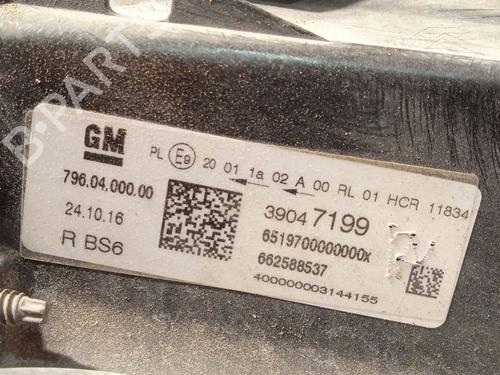 GM
PL E9 20 01 1a 02 A 00 RL 01 HCR 11834
796.04.000.00
24.10.16
R BS6
39047199
6519700000000X
662588537
400000003144155
B-PARTS